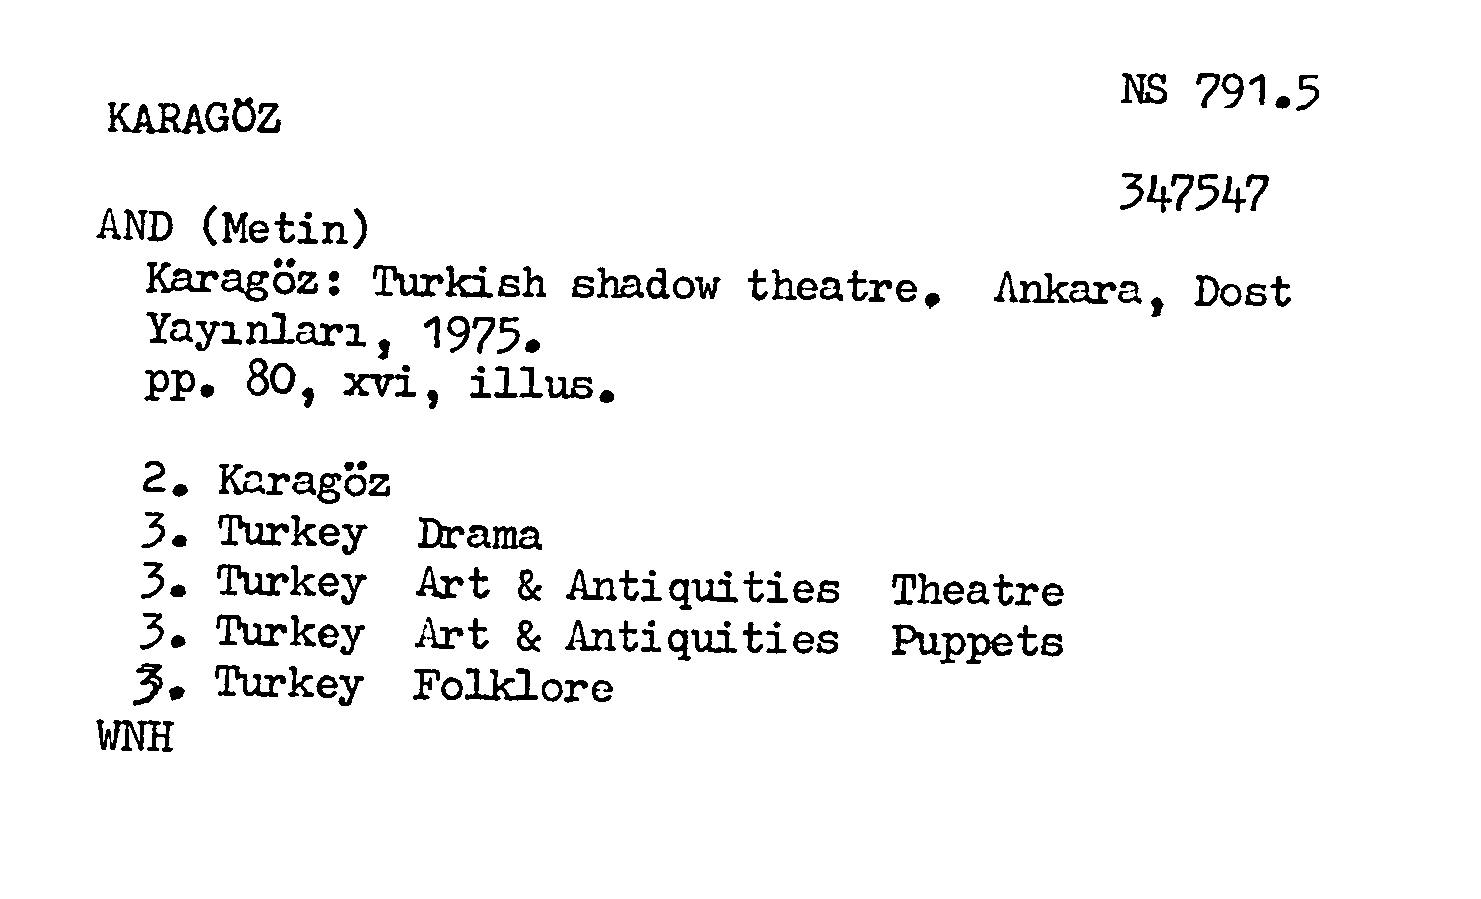 KARAGÖZ
NS 791.5
347547
AND (Metin)
Karagöz: Turkish shadow theatre. Ankara, Dost
Yayınları, 1975.
pp. 80, xvi, illus.
2. Karagöz
3. Turkey Drama
3. Turkey Art & Antiquities Theatre
3. Turkey Art & Antiquities Puppets
3. Turkey Folklore
WNH